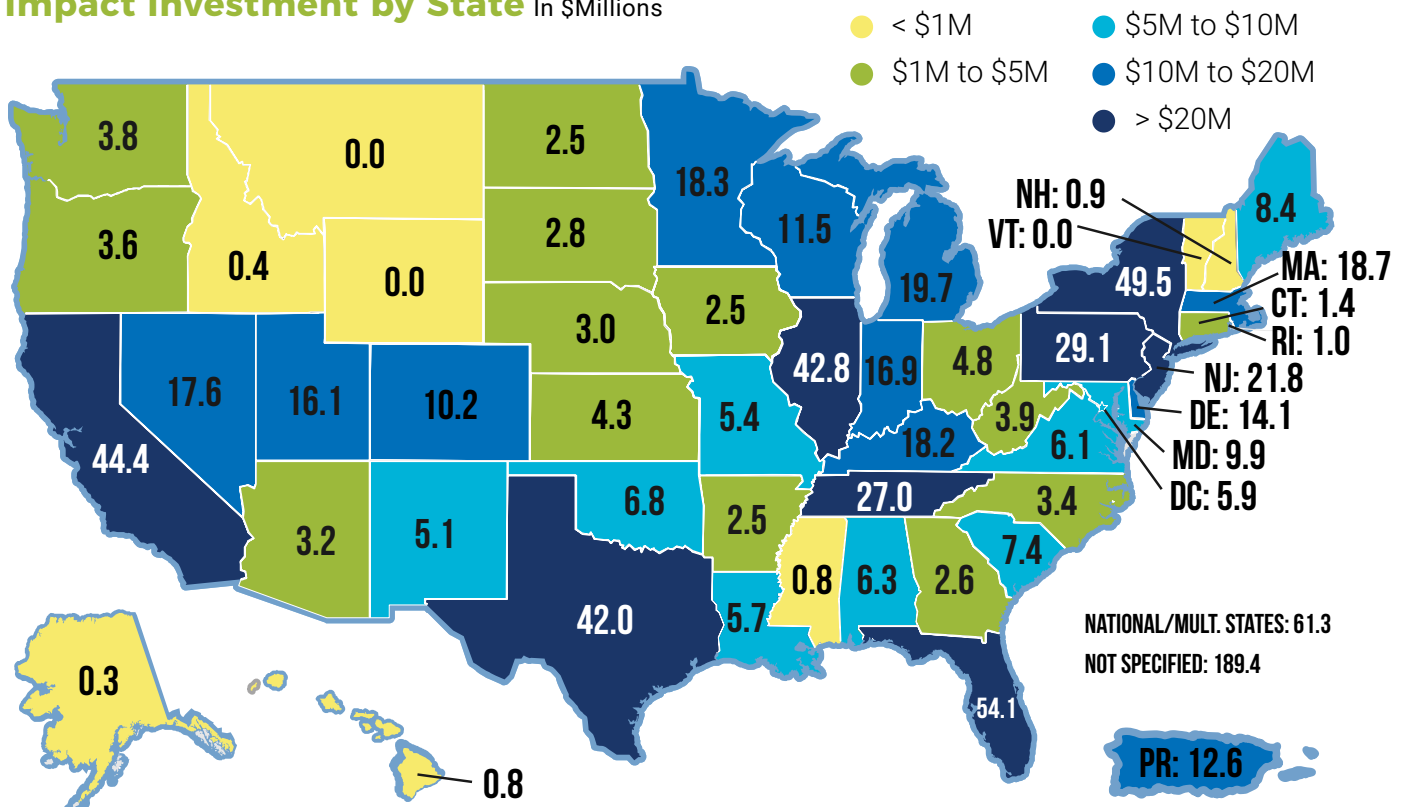 Impact Investment by State In $Millions
< $1M
$5M to $10M
$1M to $5M
$10M to $20M
> $20M
3.8
0.0
2.5
18.3
NH: 0.9
8.4
3.6
0.4
0.0
2.8
11.5
VT: 0.0
19.7
49.5
MA: 18.7
CT: 1.4
RI: 1.0
3.0
2.5
29.1
NJ: 21.8
17.6
16.1
10.2
4.3
5.4
42.8
16.9
4.8
DE: 14.1
44.4
18.2
3.9
6.1
MD: 9.9
DC: 5.9
3.2
5.1
6.8
2.5
27.0
3.4
7.4
42.0
5.7
0.8
6.3
2.6
NATIONAL/MULT. STATES: 61.3
NOT SPECIFIED: 189.4
0.3
54.1
0.8
PR: 12.6